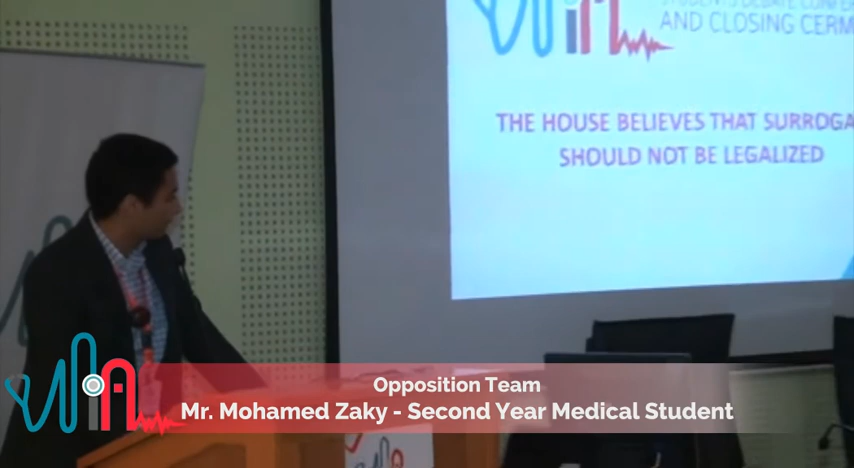 AND CLOSING CERM
THE HOUSE BELIEVES THAT SURROGA
SHOULD NOT BE LEGALIZED
Opposition Team
Mr. Mohamed Zaky - Second Year Medical Student